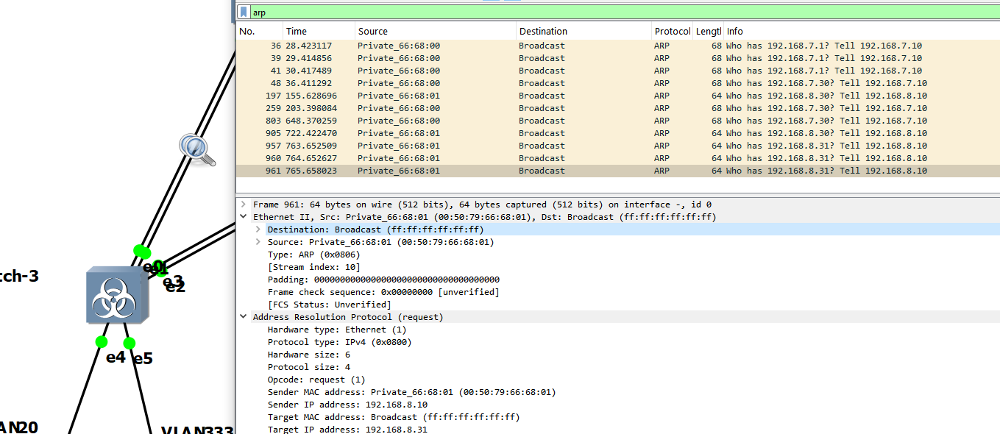 arp
No. Time Source Destination Protocol Lengtl Info
36 28.423117 Private_66:68:00 Broadcast ARP 68 Who has 192.168.7.1? Tell 192.168.7.10
39 29.414856 Private_66:68:00 Broadcast ARP 68 Who has 192.168.7.1? Tell 192.168.7.10
41 30.417489 Private_66:68:00 Broadcast ARP 68 Who has 192.168.7.1? Tell 192.168.7.10
48 36.411292 Private_66:68:00 Broadcast ARP 68 Who has 192.168.7.30? Tell 192.168.7.10
197 155.628696 Private_66:68:01 Broadcast ARP 64 Who has 192.168.8.30? Tell 192.168.8.10
259 203.398084 Private_66:68:00 Broadcast ARP 68 Who has 192.168.7.30? Tell 192.168.7.10
803 648.370259 Private_66:68:00 Broadcast ARP 68 Who has 192.168.7.30? Tell 192.168.7.10
905 722.422470 Private_66:68:01 Broadcast ARP 64 Who has 192.168.8.30? Tell 192.168.8.10
957 763.652509 Private_66:68:01 Broadcast ARP 64 Who has 192.168.8.31? Tell 192.168.8.10
960 764.652627 Private_66:68:01 Broadcast ARP 64 Who has 192.168.8.31? Tell 192.168.8.10
961 765.658023 Private_66:68:01 Broadcast ARP 64 Who has 192.168.8.31? Tell 192.168.8.10
Frame 961: 64 bytes on wire (512 bits), 64 bytes captured (512 bits) on interface -, id 0
Ethernet II, Src: Private_66:68:01 (00:50:79:66:68:01), Dst: Broadcast (ff:ff:ff:ff:ff:ff)
Destination: Broadcast (ff:ff:ff:ff:ff:ff)
Source: Private_66:68:01 (00:50:79:66:68:01)
Type: ARP (0x0806)
[Stream index: 10]
Padding: 000000000000000000000000000000000000
Frame check sequence: 0x00000000 [unverified]
[FCS Status: Unverified]
Address Resolution Protocol (request)
Hardware type: Ethernet (1)
Protocol type: IPv4 (0x0800)
Hardware size: 6
Protocol size: 4
Opcode: request (1)
Sender MAC address: Private_66:68:01 (00:50:79:66:68:01)
Sender IP address: 192.168.8.10
Target MAC address: Broadcast (ff:ff:ff:ff:ff:ff)
Target IP address: 192.168.8.31
tch-3
e0
e1
e3
e2
e4
e5
AN20
VLAN333